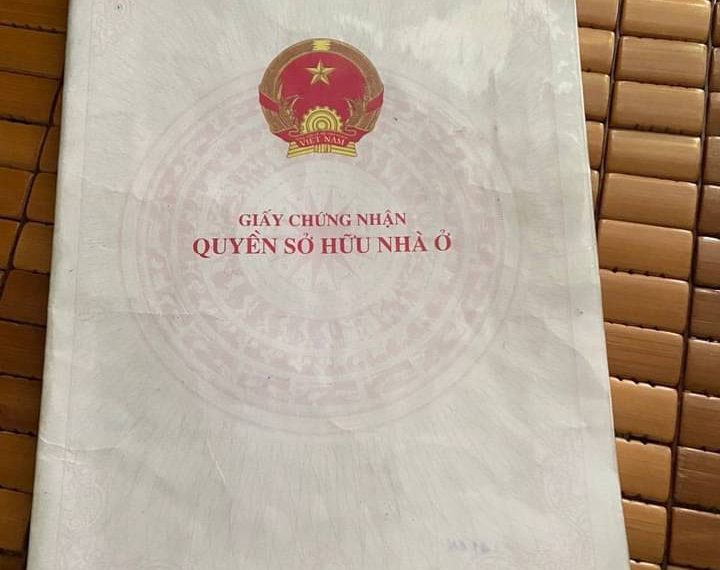 VIỆT NAM
GIẤY CHỨNG NHẬN
QUYỀN SỞ HỮU NHÀ Ở